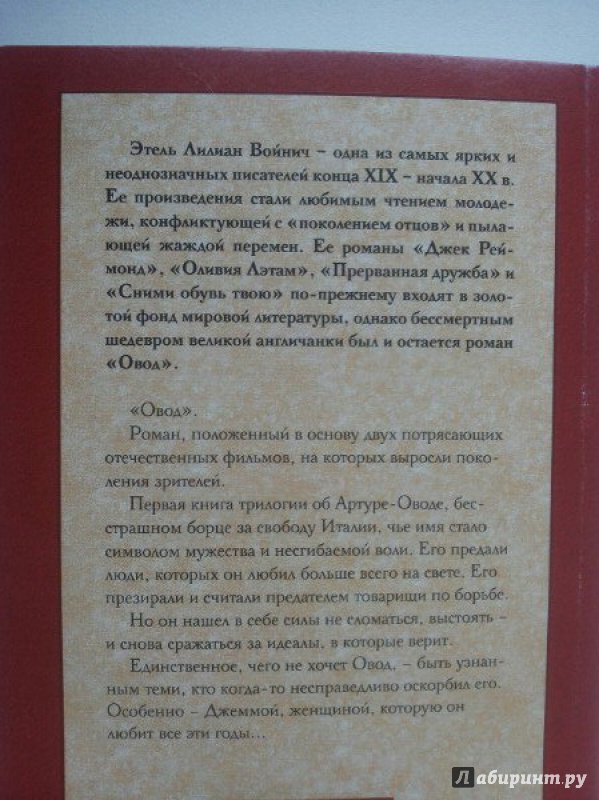 Этель Лилиан Войнич – одна из самых ярких и
неоднозначных писателей конца XIX – начала XX в.
Ее произведения стали любимым чтением молоде-
жи, конфликтующей с «поколением отцов» и пыла-
ющей жаждой перемен. Ее романы «Джек Рей-
монд», «Оливия Лэтам», «Прерванная дружба» и
«Сними обувь твою» по-прежнему входят в золо-
той фонд мировой литературы, однако бессмертным
шедевром великой англичанки был и остается роман
«Овод».
«Овод».
Роман, положенный в основу двух потрясающих
отечественных фильмов, на которых выросли поко-
ления зрителей.
Первая книга трилогии об Артуре-Оводе, бес-
страшном борце за свободу Италии, чье имя стало
символом мужества и несгибаемой воли. Его предали
люди, которых он любил больше всего на свете. Его
презирали и считали предателем товарищи по борьбе.
Но он нашел в себе силы не сломаться, выстоять –
и снова сражаться за идеалы, в которые верит.
Единственное, чего не хочет Овод, – быть узнан-
ным теми, кто когда-то несправедливо оскорбил его.
Особенно – Джеммой, женщиной, которую он
любит все эти годы...
Лабиринт.ру